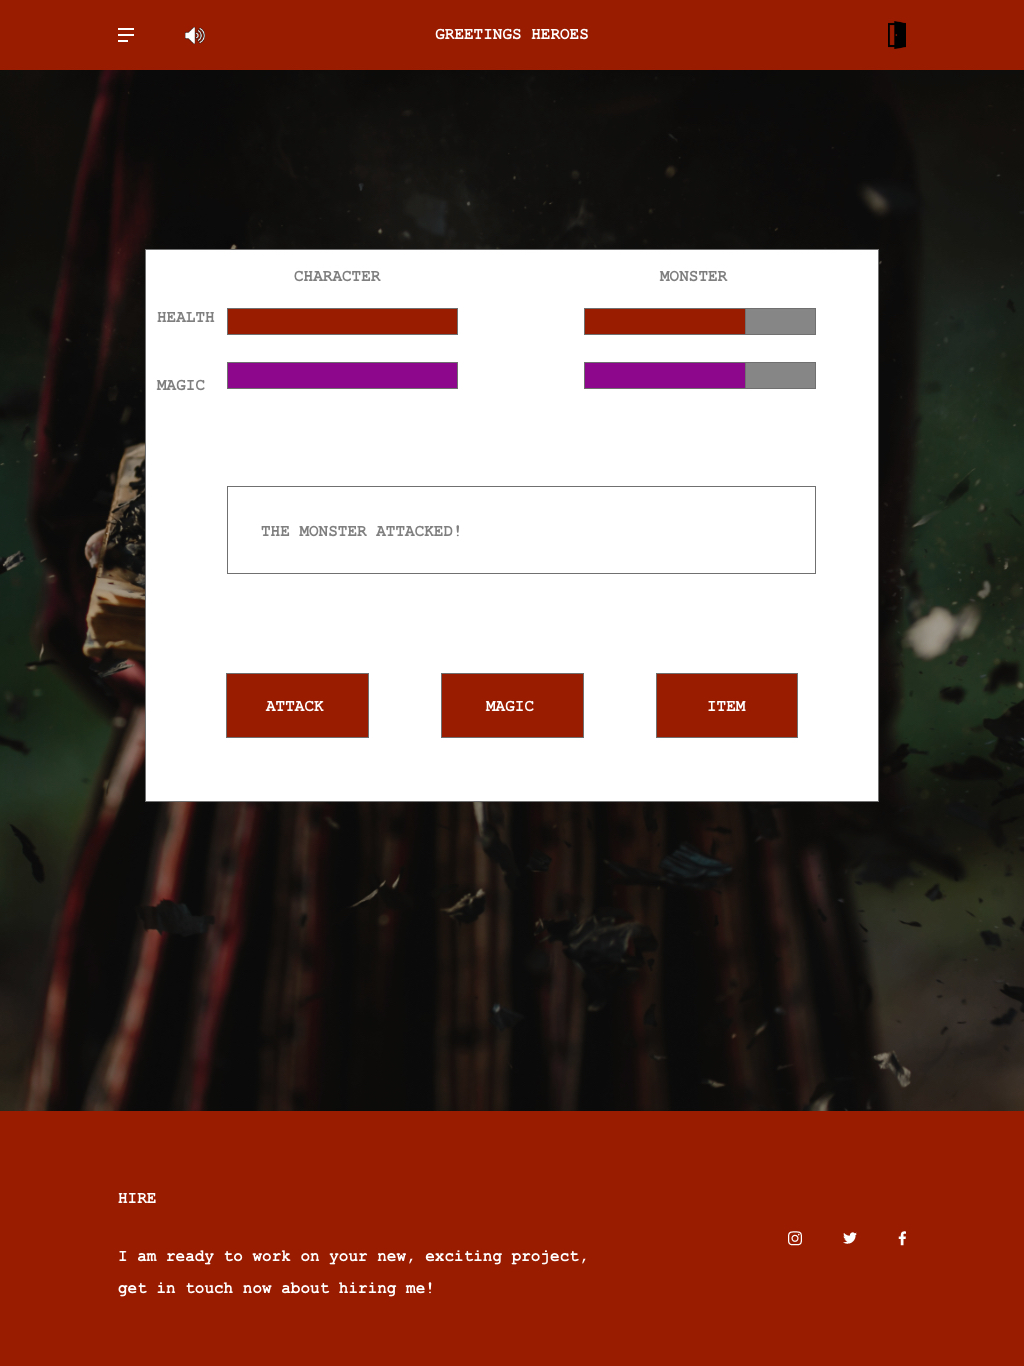 GREETINGS HEROES
CHARACTER
MONSTER
HEALTH
MAGIC
THE MONSTER ATTACKED!
ATTACK
MAGIC
ITEM
HIRE
I am ready to work on your new, exciting project,
get in touch now about hiring me!